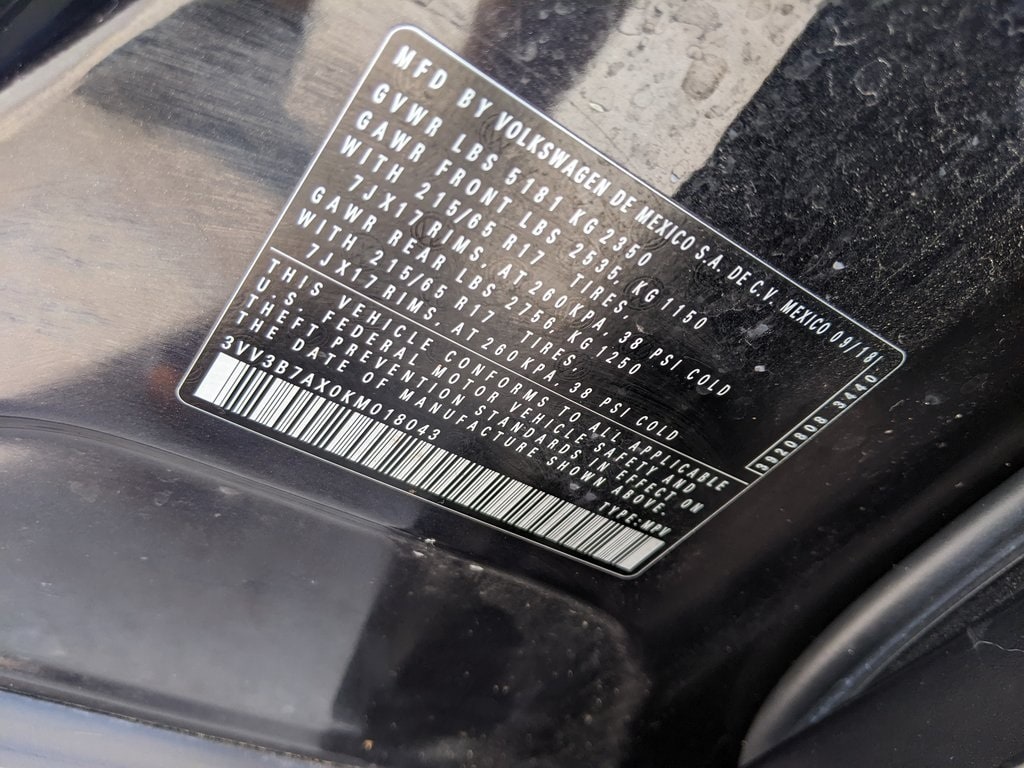 MFD BY VOLKSWAGEN DE MEXICO S.A. DE C.V. MEXICO 09/18
GVWR LBS 5181 KG 2350
GAWR FRONT LBS 2535 KG 1150
WITH 215/65 R17 TIRES,
7JX17 RIMS, AT 260 KPA, 38 PSI COLD
GAWR REAR LBS 2756 KG 1250
WITH 215/65 R17 TIRES,
7JX17 RIMS, AT 260 KPA, 38 PSI COLD
THIS VEHICLE CONFORMS TO ALL APPLICABLE
U.S. FEDERAL MOTOR VEHICLE SAFETY AND
THEFT PREVENTION STANDARDS IN EFFECT ON
THE DATE OF MANUFACTURE SHOWN ABOVE.
3VV3B7AX0KM018043
TYPE:MPV
3920808 3440